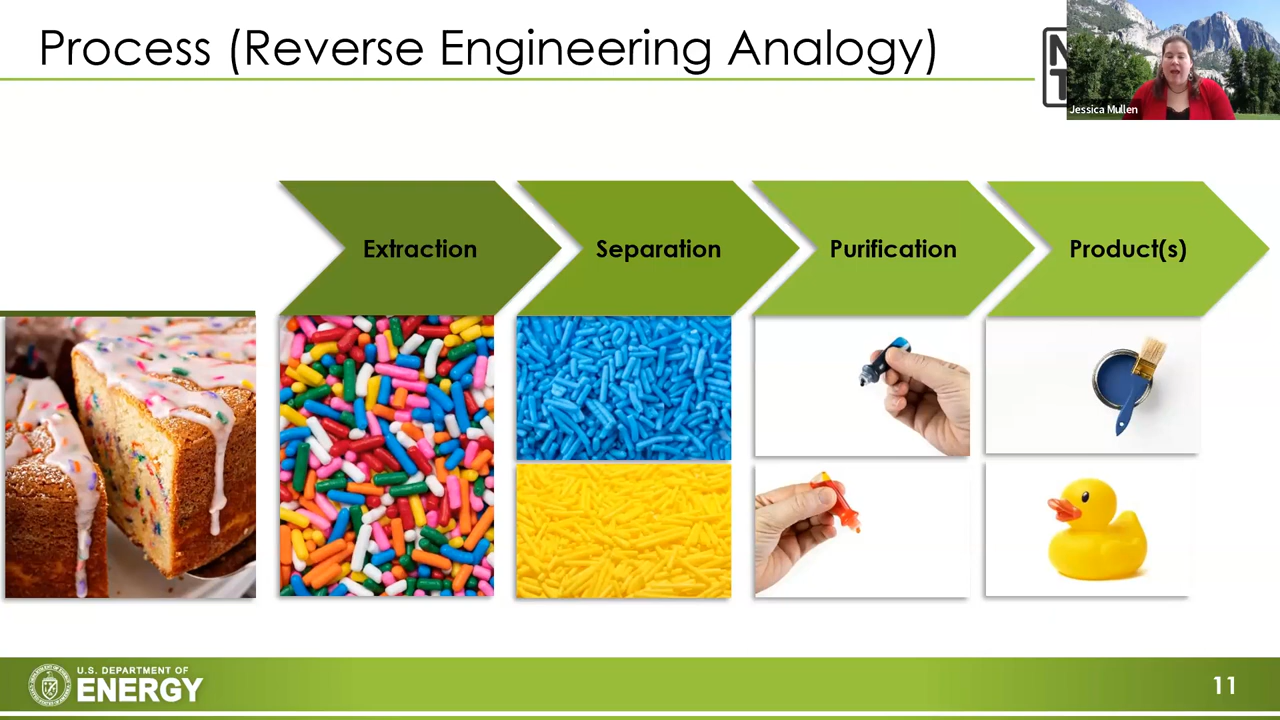 Process (Reverse Engineering Analogy)
Jessica Mullen
Extraction
Separation
Purification
Product(s)
U.S. DEPARTMENT OF
ENERGY
11